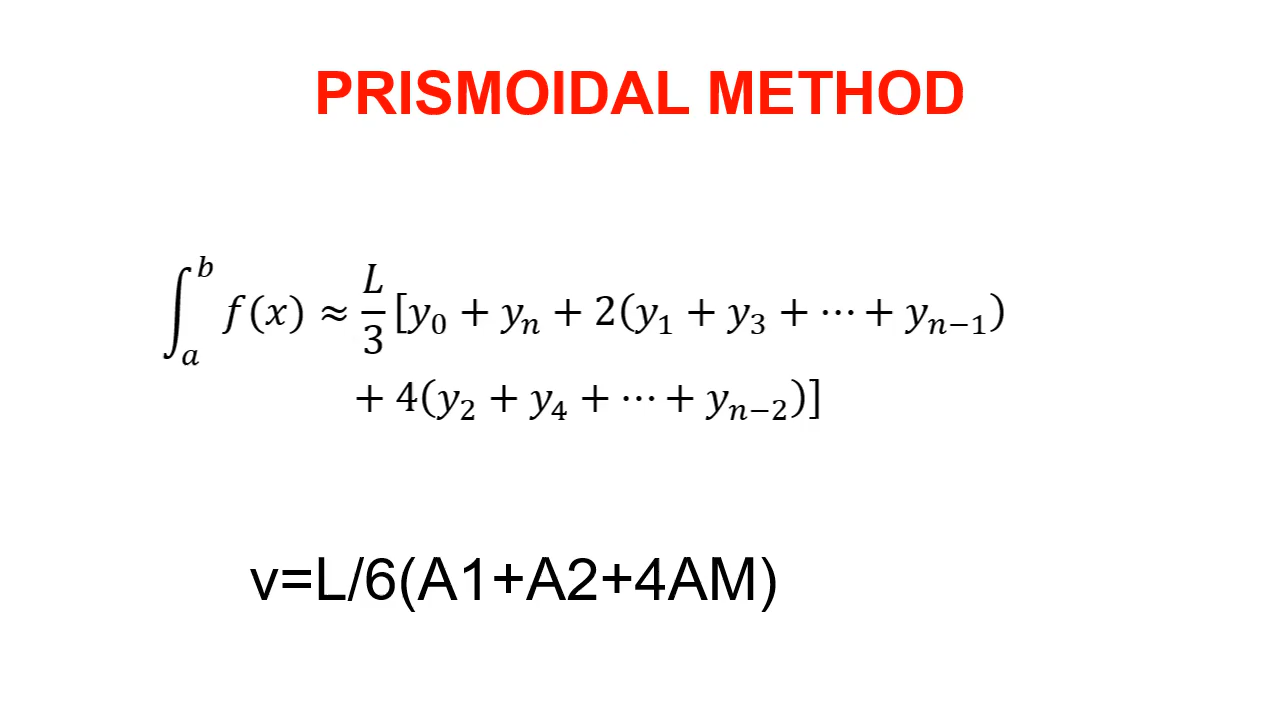 PRISMOIDAL METHOD
∫ₐᵇ f(x) ≈ L/3 [y₀ + yₙ + 2(y₁ + y₃ + ⋯ + yₙ₋₁)
+ 4(y₂ + y₄ + ⋯ + yₙ₋₂)]
v=L/6(A1+A2+4AM)